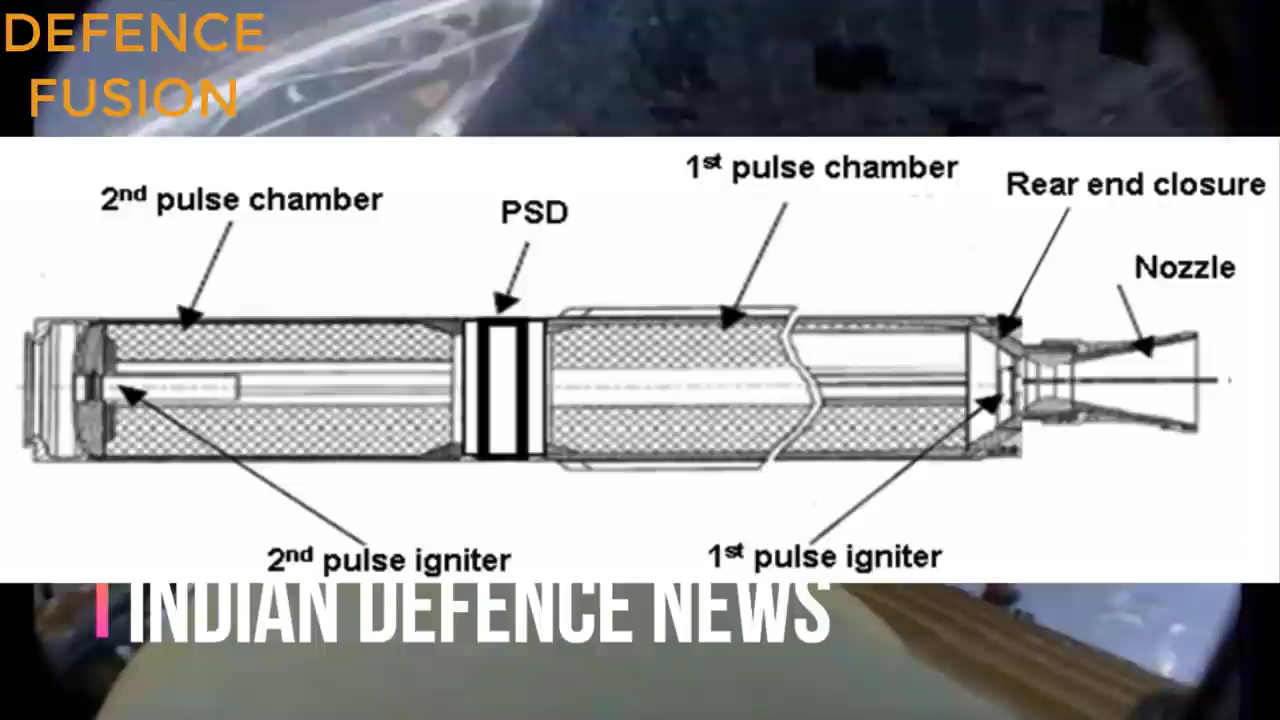 DEFENCE
FUSION
2nd pulse chamber
PSD
1st pulse chamber
Rear end closure
Nozzle
2nd pulse igniter
1st pulse igniter
INDIAN DEFENCE NEWS